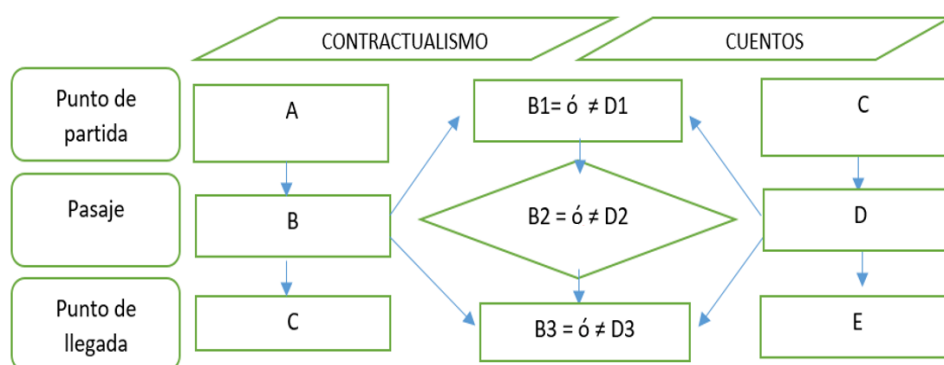 CONTRACTUALISMO
CUENTOS
Punto de
partida
A
B1= ó ≠ D1
C
Pasaje
B
B2 = ó ≠ D2
D
Punto de
llegada
C
B3 = ó ≠ D3
E